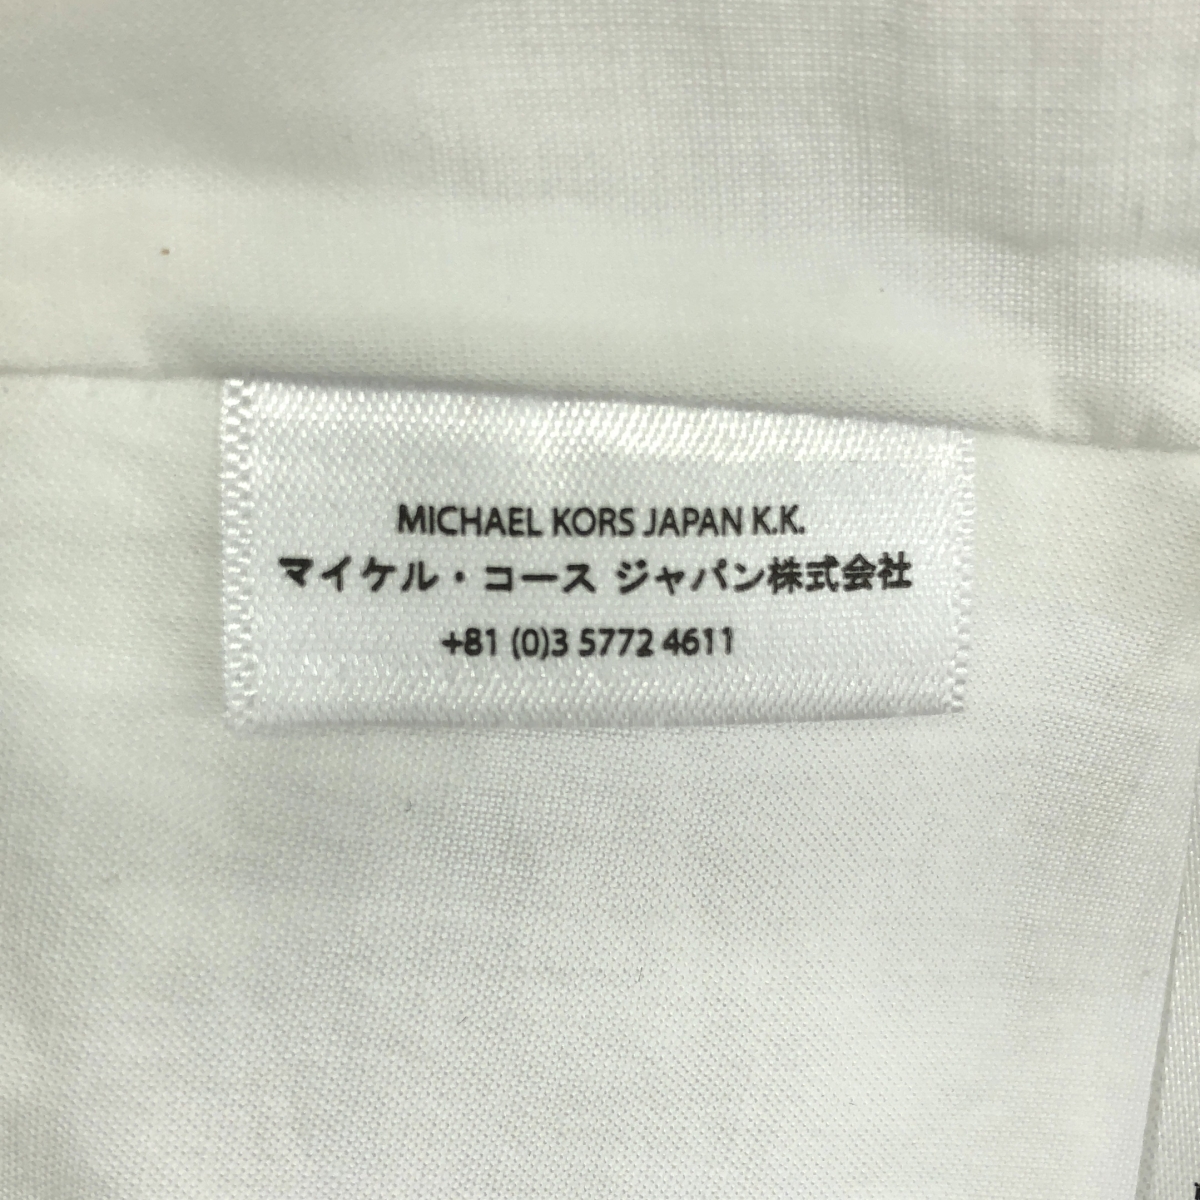 MICHAEL KORS JAPAN K.K.
マイケル・コース ジャパン株式会社
+81 (0)3 5772 4611